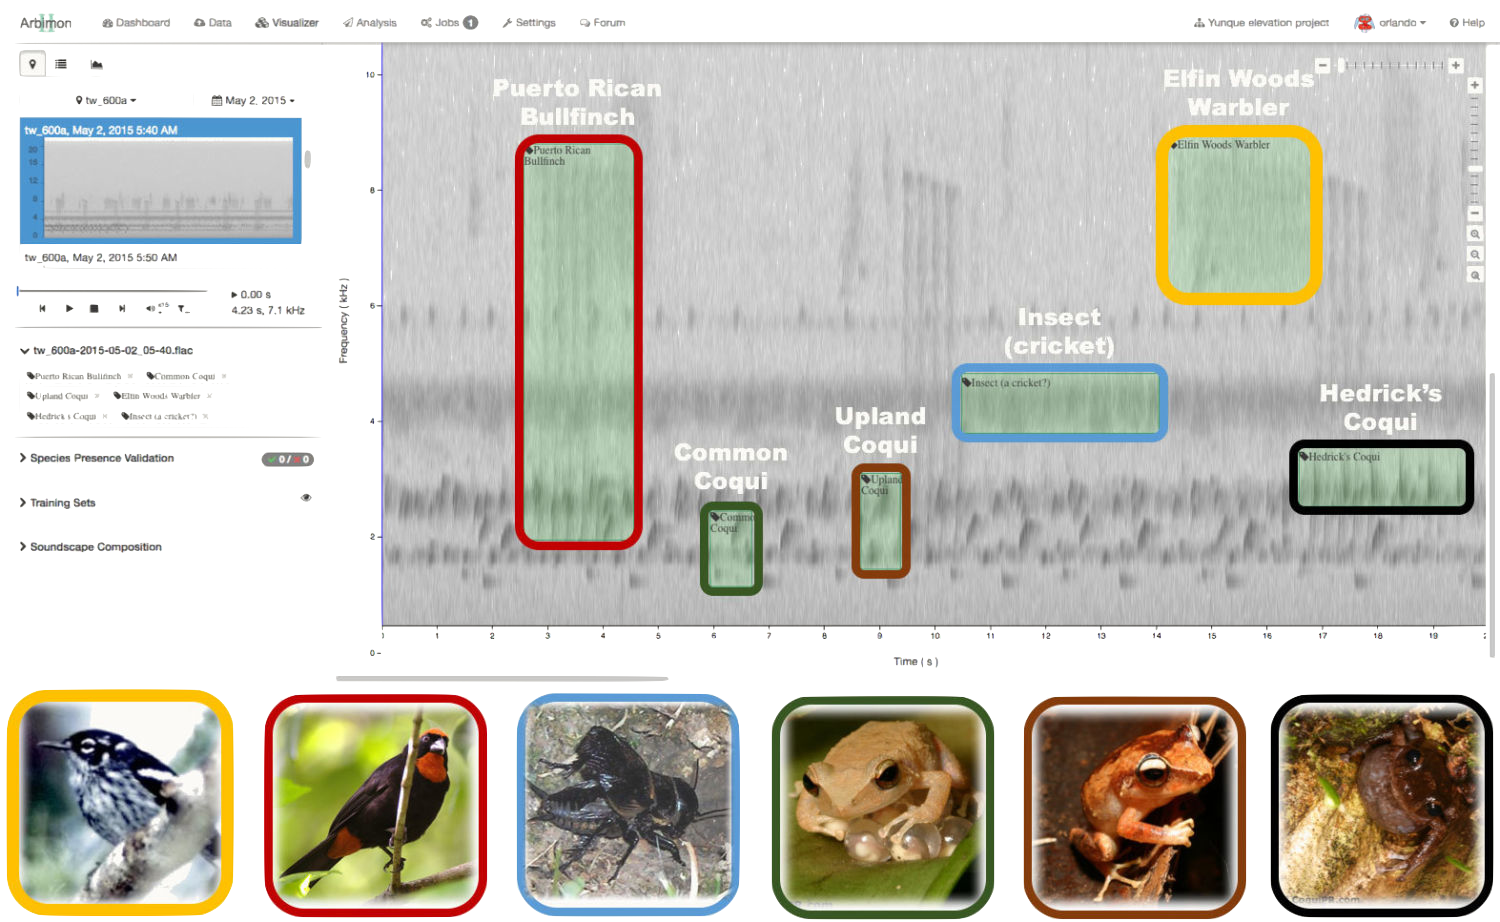 Arbimon II
Dashboard
Data
Visualizer
Analysis
Jobs 1
Settings
Forum
Yunque elevation project
orlando
Help
tw_600a
May 2, 2015
tw_600a, May 2, 2015 5:40 AM
20
16
12
8
4
0
tw_600a, May 2, 2015 5:50 AM
0.00 s
4.23 s, 7.1 kHz
tw_600a-2015-05-02_05-40.flac
Puerto Rican Bullfinch ×
Common Coqui ×
Upland Coqui ×
Elfin Woods Warbler ×
Hedrick's Coqui ×
Insect (a cricket?) ×
Species Presence Validation
0 / 0
Training Sets
Soundscape Composition
Frequency ( kHz )
10
8
6
4
2
0
Puerto Rican
Bullfinch
Puerto Rican
Bullfinch
Elfin Woods
Warbler
Elfin Woods Warbler
Insect
(cricket)
Insect (a cricket?)
Hedrick's
Coqui
Hedrick's Coqui
Upland
Coqui
Upland
Coqui
Common
Coqui
Commo
Coqui
1 2 3 4 5 6 7 8 9 10 11 12 13 14 15 16 17 18 19
Time ( s )
CoquiPR.com